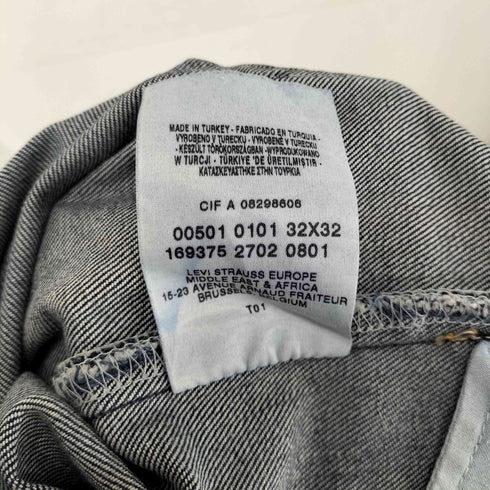 MADE IN TURKEY - FABRICADO EN TURQUIA -
VYROBENO V TURECKU - VYROBENÉ V TURECKU
- KÉSZÜLT TÖRÖKORSZÁGBAN - WYPRODUKOWANO
W TURCJI - TÜRKİYE 'DE ÜRETİLMİŞTİR -
ΚΑΤΑΣΚΕΥΑΣΤΗΚΕ ΣΤΗΝ ΤΟΥΡΚΙΑ
CIF A 08298606
00501 0101 32X32
169375 2702 0801
LEVI STRAUSS EUROPE
MIDDLE EAST & AFRICA
15-23 AVENUE ARNAUD FRAITEUR
BRUSSEL BELGIUM
T01